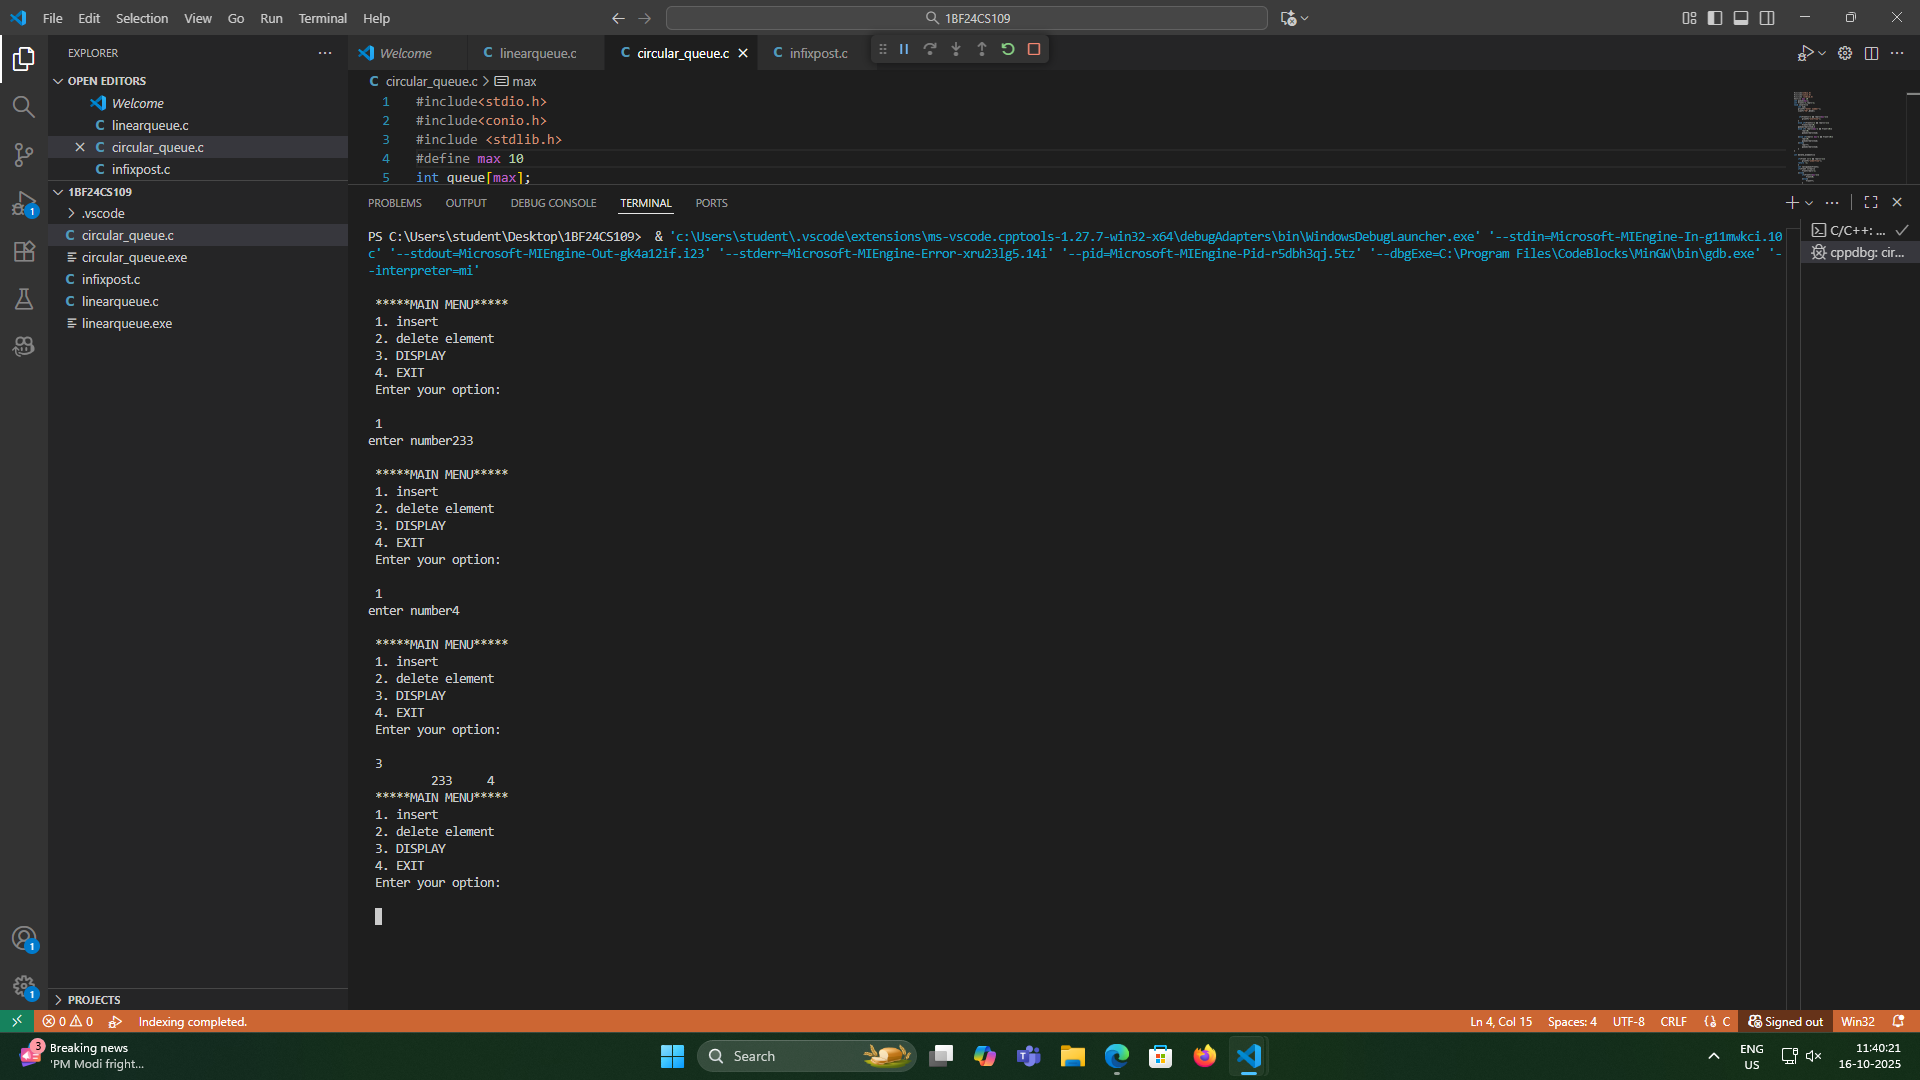 File Edit Selection View Go Run Terminal Help
1BF24CS109
EXPLORER
OPEN EDITORS
Welcome
linearqueue.c
circular_queue.c
infixpost.c
1BF24CS109
.vscode
circular_queue.c
circular_queue.exe
infixpost.c
linearqueue.c
linearqueue.exe
PROJECTS
Welcome linearqueue.c circular_queue.c infixpost.c
circular_queue.c > max
1 #include<stdio.h>
2 #include<conio.h>
3 #include <stdlib.h>
4 #define max 10
5 int queue[max];
PROBLEMS OUTPUT DEBUG CONSOLE TERMINAL PORTS
C/C++: ...
cppdbg: cir...
PS C:\Users\student\Desktop\1BF24CS109> & 'c:\Users\student\.vscode\extensions\ms-vscode.cpptools-1.27.7-win32-x64\debugAdapters\bin\WindowsDebugLauncher.exe' '--stdin=Microsoft-MIEngine-In-g11mwkci.10
c' '--stdout=Microsoft-MIEngine-Out-gk4a12if.i23' '--stderr=Microsoft-MIEngine-Error-xru23lg5.14i' '--pid=Microsoft-MIEngine-Pid-r5dbh3qj.5tz' '--dbgExe=C:\Program Files\CodeBlocks\MinGW\bin\gdb.exe' '-
-interpreter=mi'
*****MAIN MENU*****
1. insert
2. delete element
3. DISPLAY
4. EXIT
Enter your option:
1
enter number233
*****MAIN MENU*****
1. insert
2. delete element
3. DISPLAY
4. EXIT
Enter your option:
1
enter number4
*****MAIN MENU*****
1. insert
2. delete element
3. DISPLAY
4. EXIT
Enter your option:
3
233 4
*****MAIN MENU*****
1. insert
2. delete element
3. DISPLAY
4. EXIT
Enter your option:
1
1
1
0 0 Indexing completed. Ln 4, Col 15 Spaces: 4 UTF-8 CRLF {} C Signed out Win32
3 Breaking news
'PM Modi fright...
Search
ENG
US
11:40:21
16-10-2025